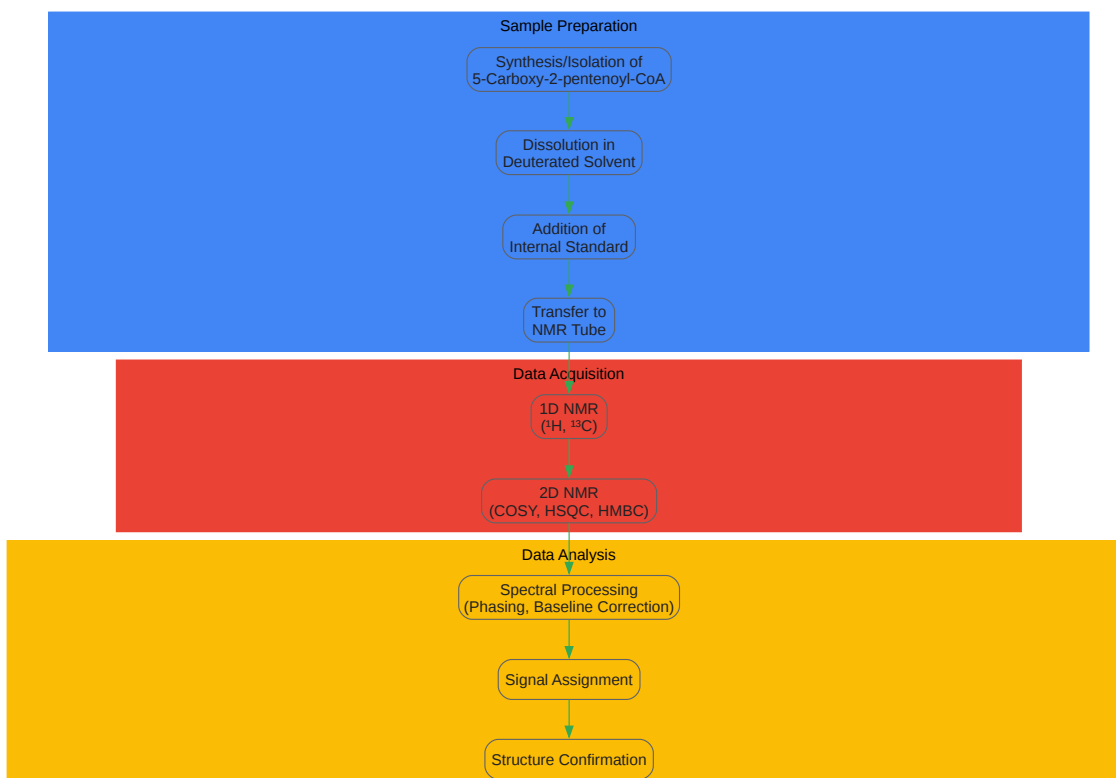 Sample Preparation
Synthesis/Isolation of
5-Carboxy-2-pentenoyl-CoA
Dissolution in
Deuterated Solvent
Addition of
Internal Standard
Transfer to
NMR Tube
Data Acquisition
1D NMR
(¹H, ¹³C)
2D NMR
(COSY, HSQC, HMBC)
Data Analysis
Spectral Processing
(Phasing, Baseline Correction)
Signal Assignment
Structure Confirmation